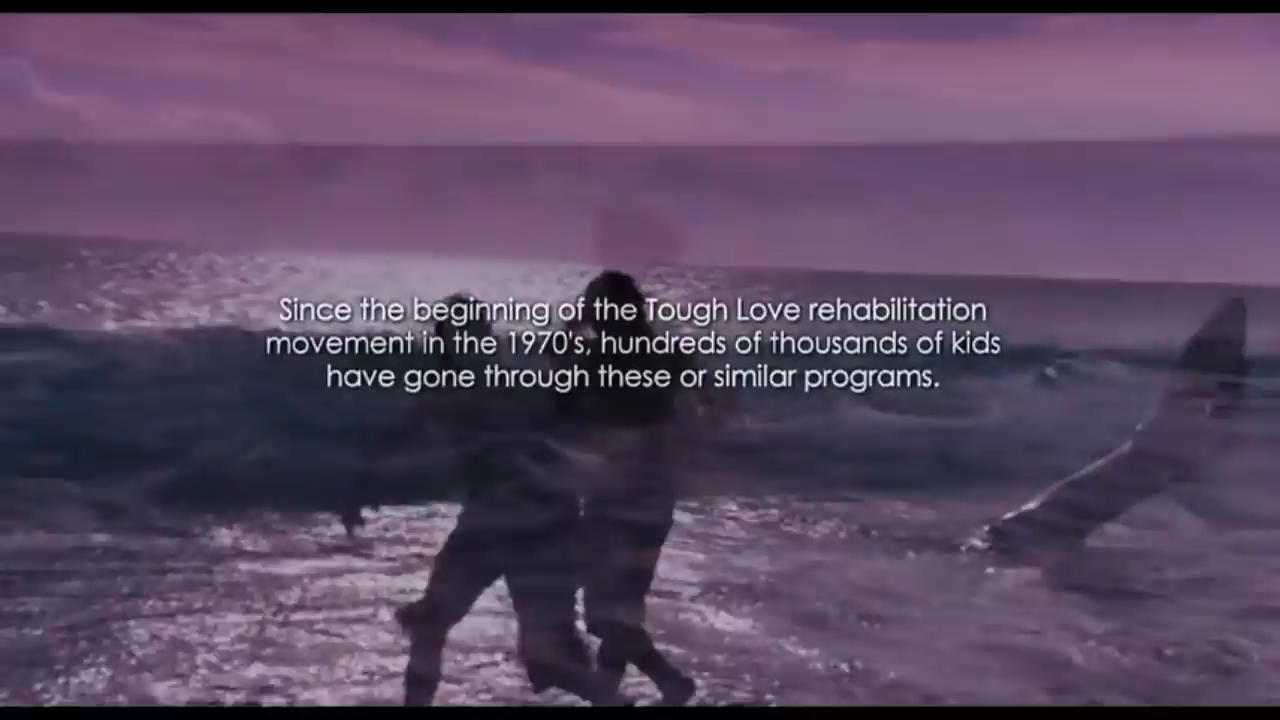 Since the beginning of the Tough Love rehabilitation
movement in the 1970's, hundreds of thousands of kids
have gone through these or similar programs.